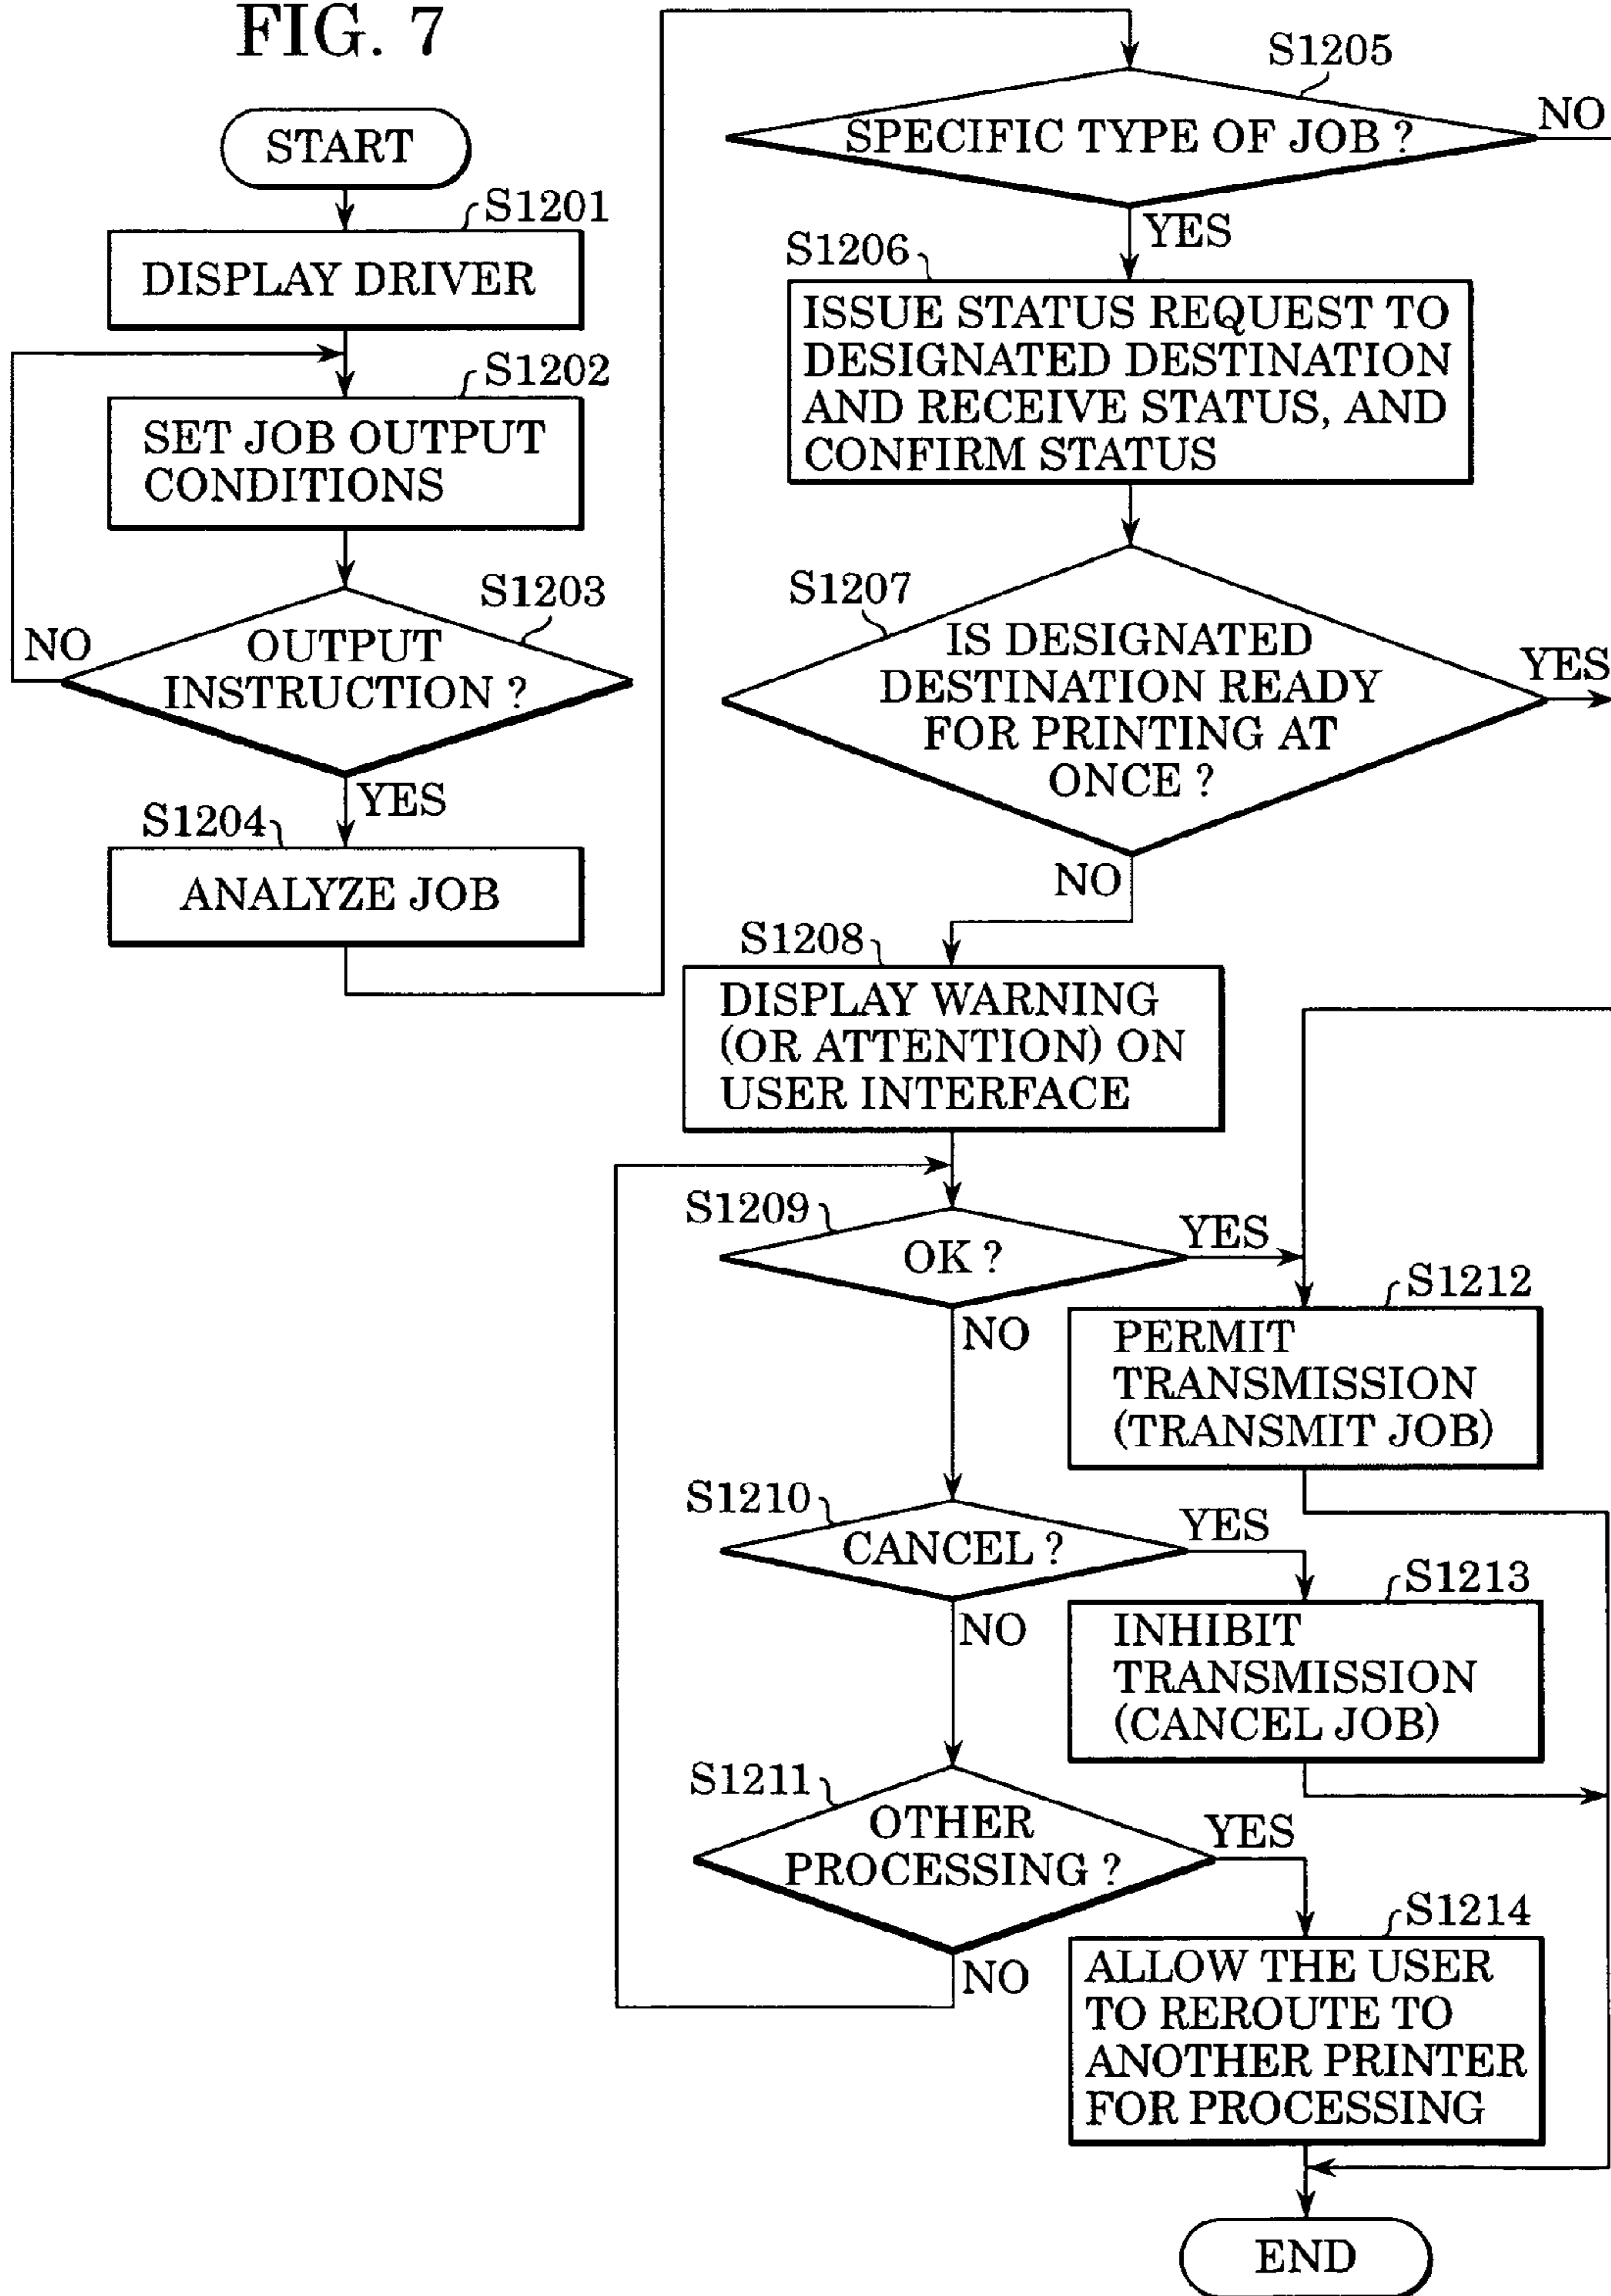 FIG. 7
START
S1201
DISPLAY DRIVER
S1202
SET JOB OUTPUT
CONDITIONS
S1203
OUTPUT
INSTRUCTION ?
NO
YES
S1204
ANALYZE JOB
S1205
SPECIFIC TYPE OF JOB ?
NO
YES
S1206
ISSUE STATUS REQUEST TO
DESIGNATED DESTINATION
AND RECEIVE STATUS, AND
CONFIRM STATUS
S1207
IS DESIGNATED
DESTINATION READY
FOR PRINTING AT
ONCE ?
YES
NO
S1208
DISPLAY WARNING
(OR ATTENTION) ON
USER INTERFACE
S1209
OK ?
YES
NO
S1212
PERMIT
TRANSMISSION
(TRANSMIT JOB)
S1210
CANCEL ?
YES
NO
S1213
INHIBIT
TRANSMISSION
(CANCEL JOB)
S1211
OTHER
PROCESSING ?
YES
NO
S1214
ALLOW THE USER
TO REROUTE TO
ANOTHER PRINTER
FOR PROCESSING
END